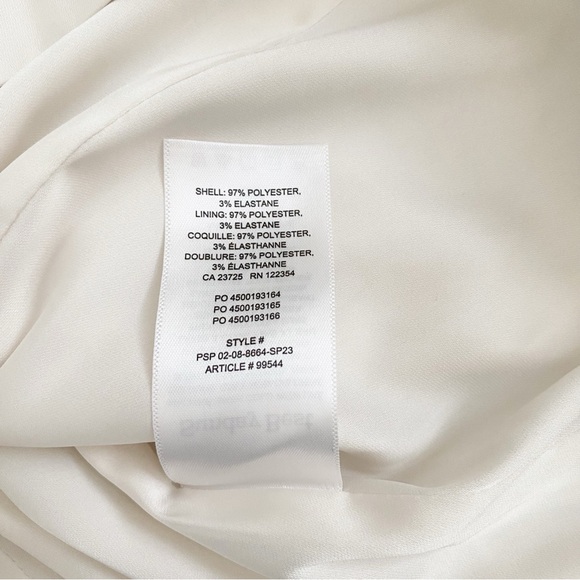 SHELL: 97% POLYESTER,
3% ELASTANE
LINING: 97% POLYESTER,
3% ELASTANE
COQUILLE: 97% POLYESTER,
3% ÉLASTHANNE
DOUBLURE: 97% POLYESTER,
3% ÉLASTHANNE
CA 23725 RN 122354
PO 4500193164
PO 4500193165
PO 4500193166
STYLE #
PSP 02-08-8664-SP23
ARTICLE # 99544
Sunday Best